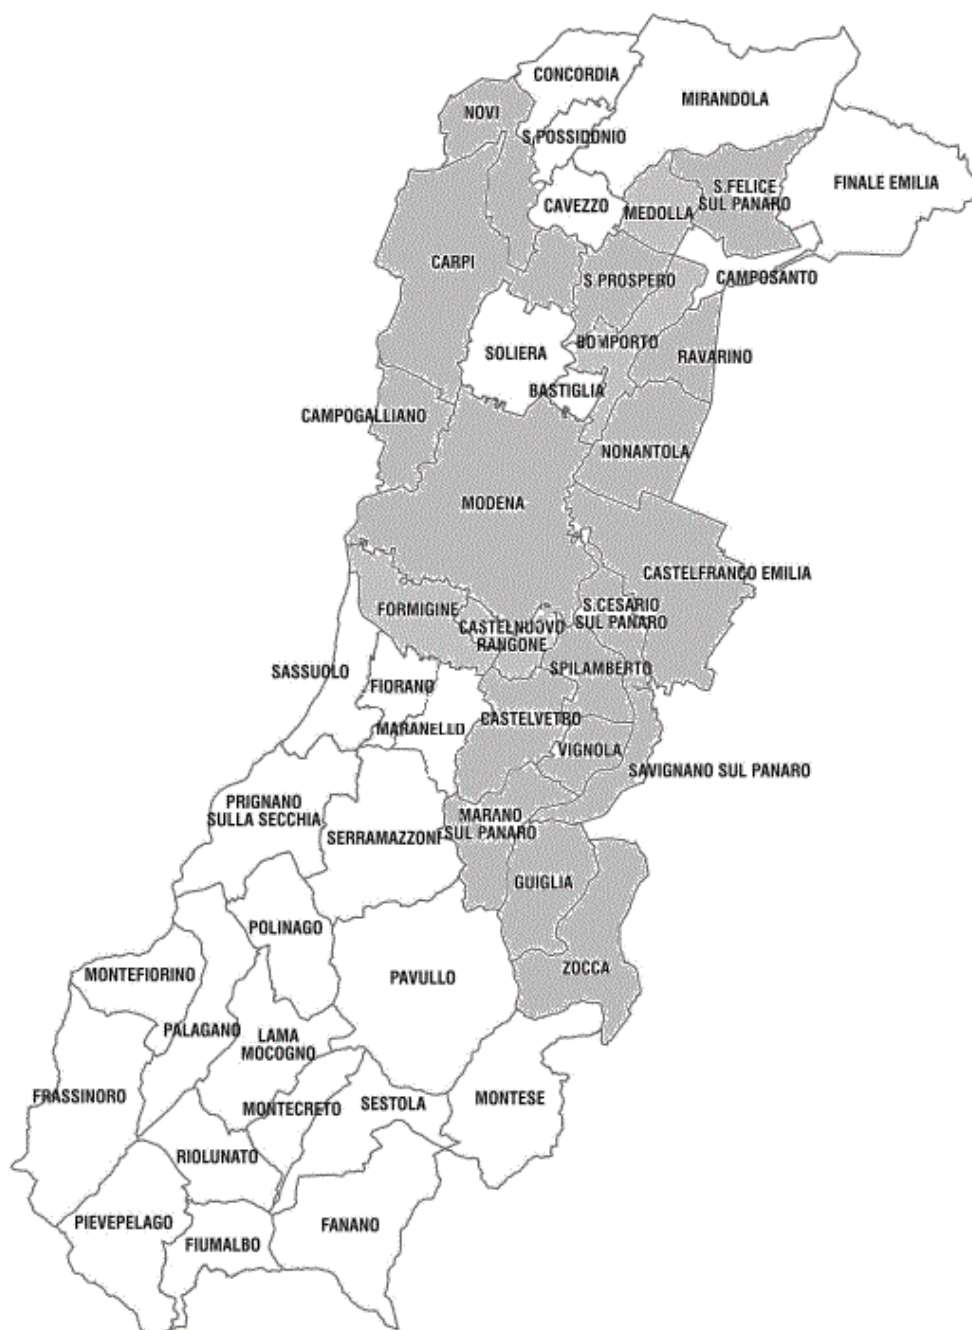 CONCORDIA
MIRANDOLA
NOVI
S.POSSIDONIO
S.FELICE
SUL PANARO
FINALE EMILIA
CAVEZZO
MEDOLLA
CARPI
S.PROSPERO
CAMPOSANTO
BOMPORTO
SOLIERA
RAVARINO
BASTIGLIA
CAMPOGALLIANO
NONANTOLA
MODENA
CASTELFRANCO EMILIA
FORMIGINE
S.CESARIO
SUL PANARO
CASTELNUOVO
RANGONE
SPILAMBERTO
SASSUOLO
FIORANO
MARANELLO
CASTELVETRO
VIGNOLA
SAVIGNANO SUL PANARO
PRIGNANO
SULLA SECCHIA
MARANO
SUL PANARO
SERRAMAZZONI
GUIGLIA
POLINAGO
ZOCCA
MONTEFIORINO
PAVULLO
PALAGANO
LAMA
MOCOGNO
FRASSINORO
MONTECRETO
SESTOLA
MONTESE
RIOLUNATO
PIEVEPELAGO
FANANO
FIUMALBO